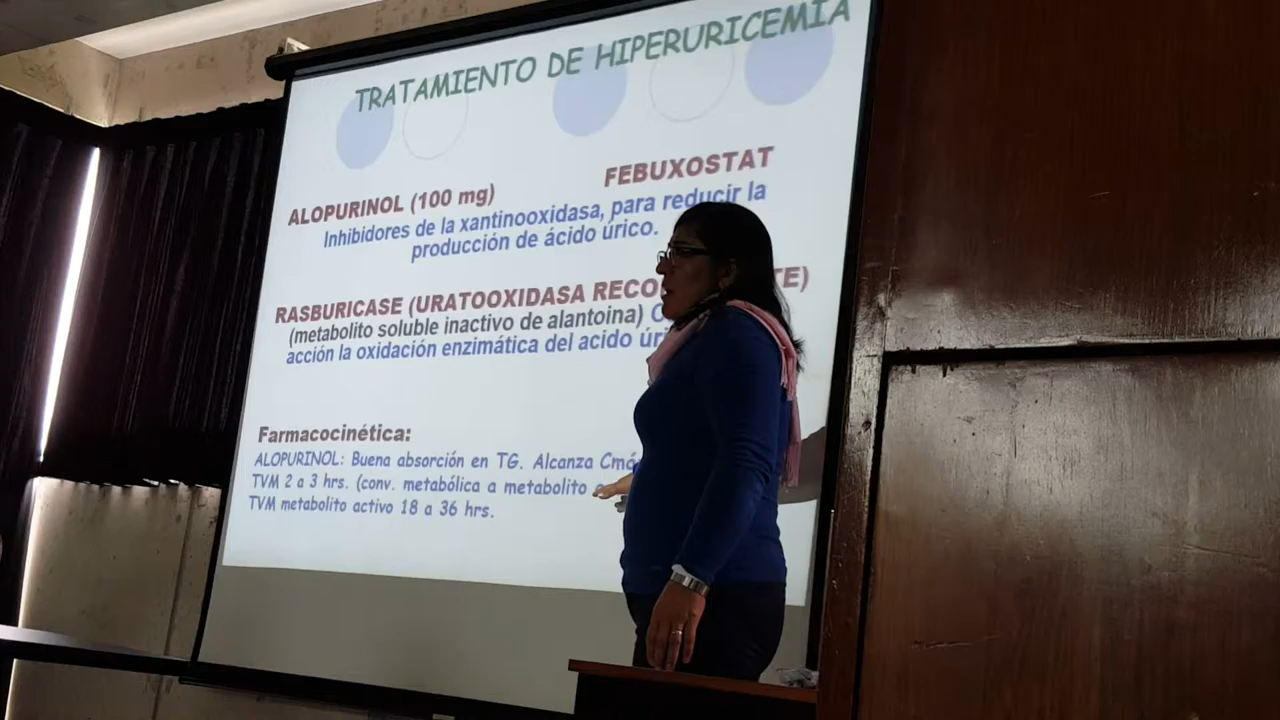 TRATAMIENTO DE HIPERURICEMIA
FEBUXOSTAT
ALOPURINOL (100 mg)
Inhibidores de la xantinooxidasa, para reducir la
producción de ácido úrico.
RASBURICASE (URATOOXIDASA
(metabolito soluble inactivo de alantoina)
acción la oxidación enzimática del acido
Farmacocinética:
ALOPURINOL: Buena absorción en TG. Alcanza
TVM 2 a 3 hrs. (conv. metabólica a metabolito
TVM metabolito activo 18 a 36 hrs.